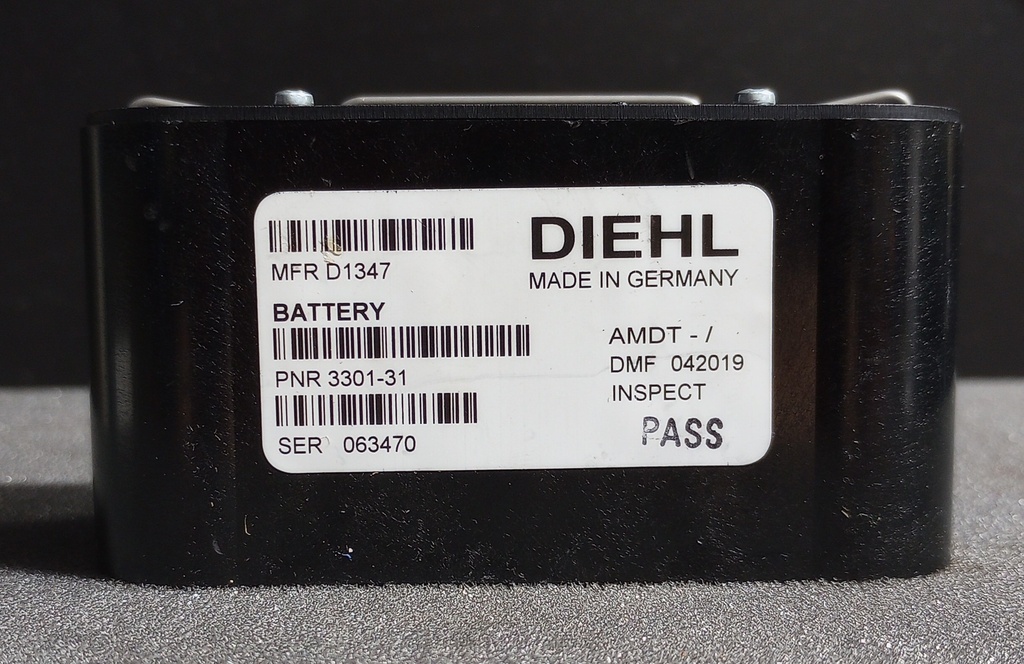 MFR D1347
DIEHL
MADE IN GERMANY
BATTERY
PNR 3301-31
SER 063470
AMDT - /
DMF 042019
INSPECT
PASS